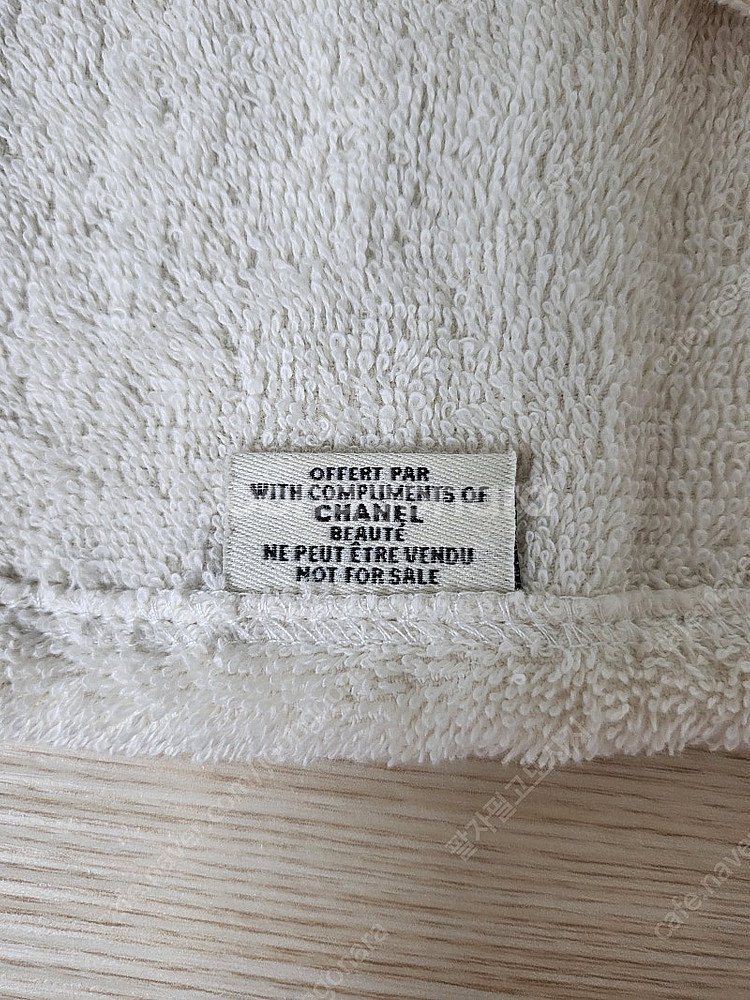 OFFERT PAR
WITH COMPLIMENTS OF
CHANEL
BEAUTÉ
NE PEUT ÊTRE VENDU
NOT FOR SALE